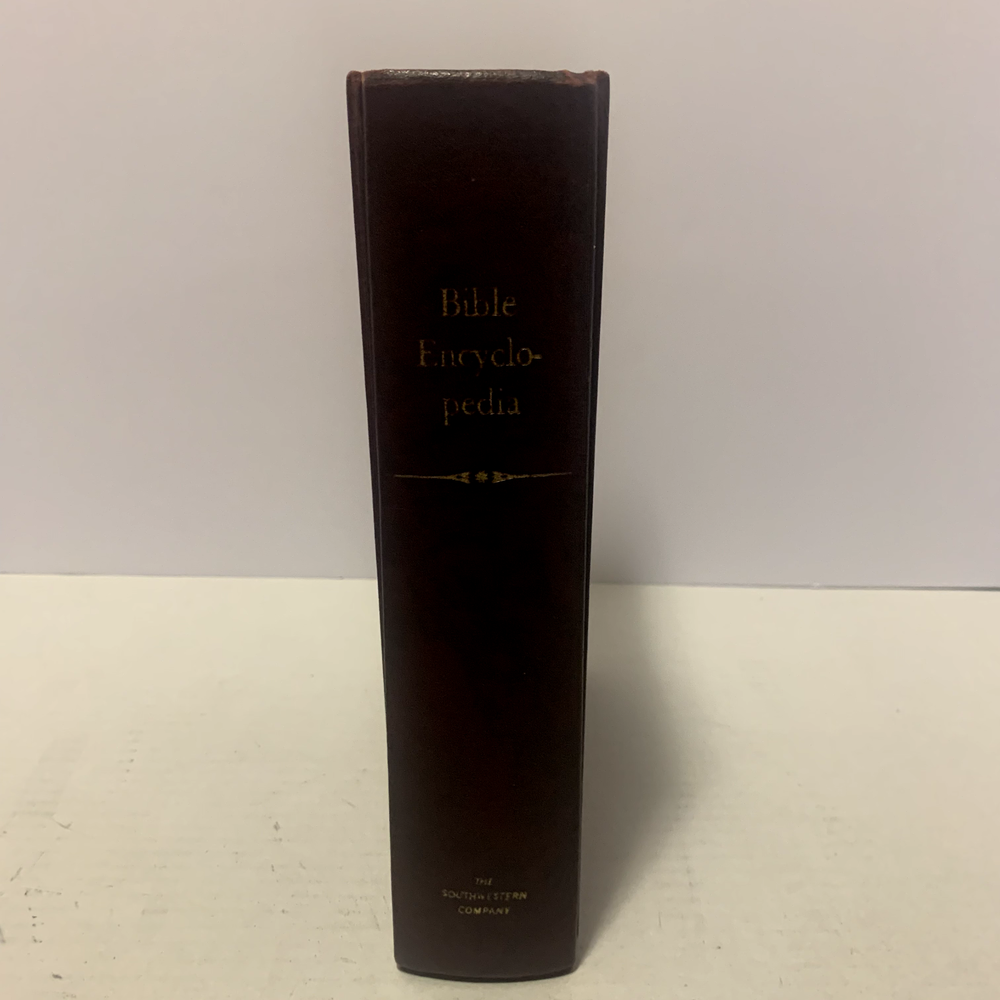 Bible
Encyclo-
pedia
THE
SOUTHWESTERN
COMPANY